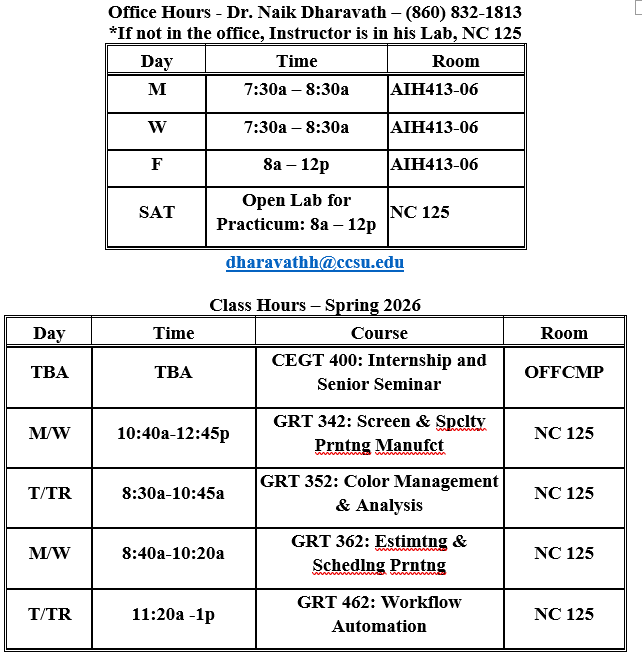 Office Hours - Dr. Naik Dharavath – (860) 832-1813
*If not in the office, Instructor is in his Lab, NC 125
Day Time Room
M 7:30a – 8:30a AIH413-06
W 7:30a – 8:30a AIH413-06
F 8a – 12p AIH413-06
SAT Open Lab for Practicum: 8a – 12p NC 125
dharavathh@ccsu.edu
Class Hours – Spring 2026
Day Time Course Room
TBA TBA CEGT 400: Internship and Senior Seminar OFFCMP
M/W 10:40a-12:45p GRT 342: Screen & Spclty Prntng Manufct NC 125
T/TR 8:30a-10:45a GRT 352: Color Management & Analysis NC 125
M/W 8:40a-10:20a GRT 362: Estimtng & Schedlng Prntng NC 125
T/TR 11:20a -1p GRT 462: Workflow Automation NC 125